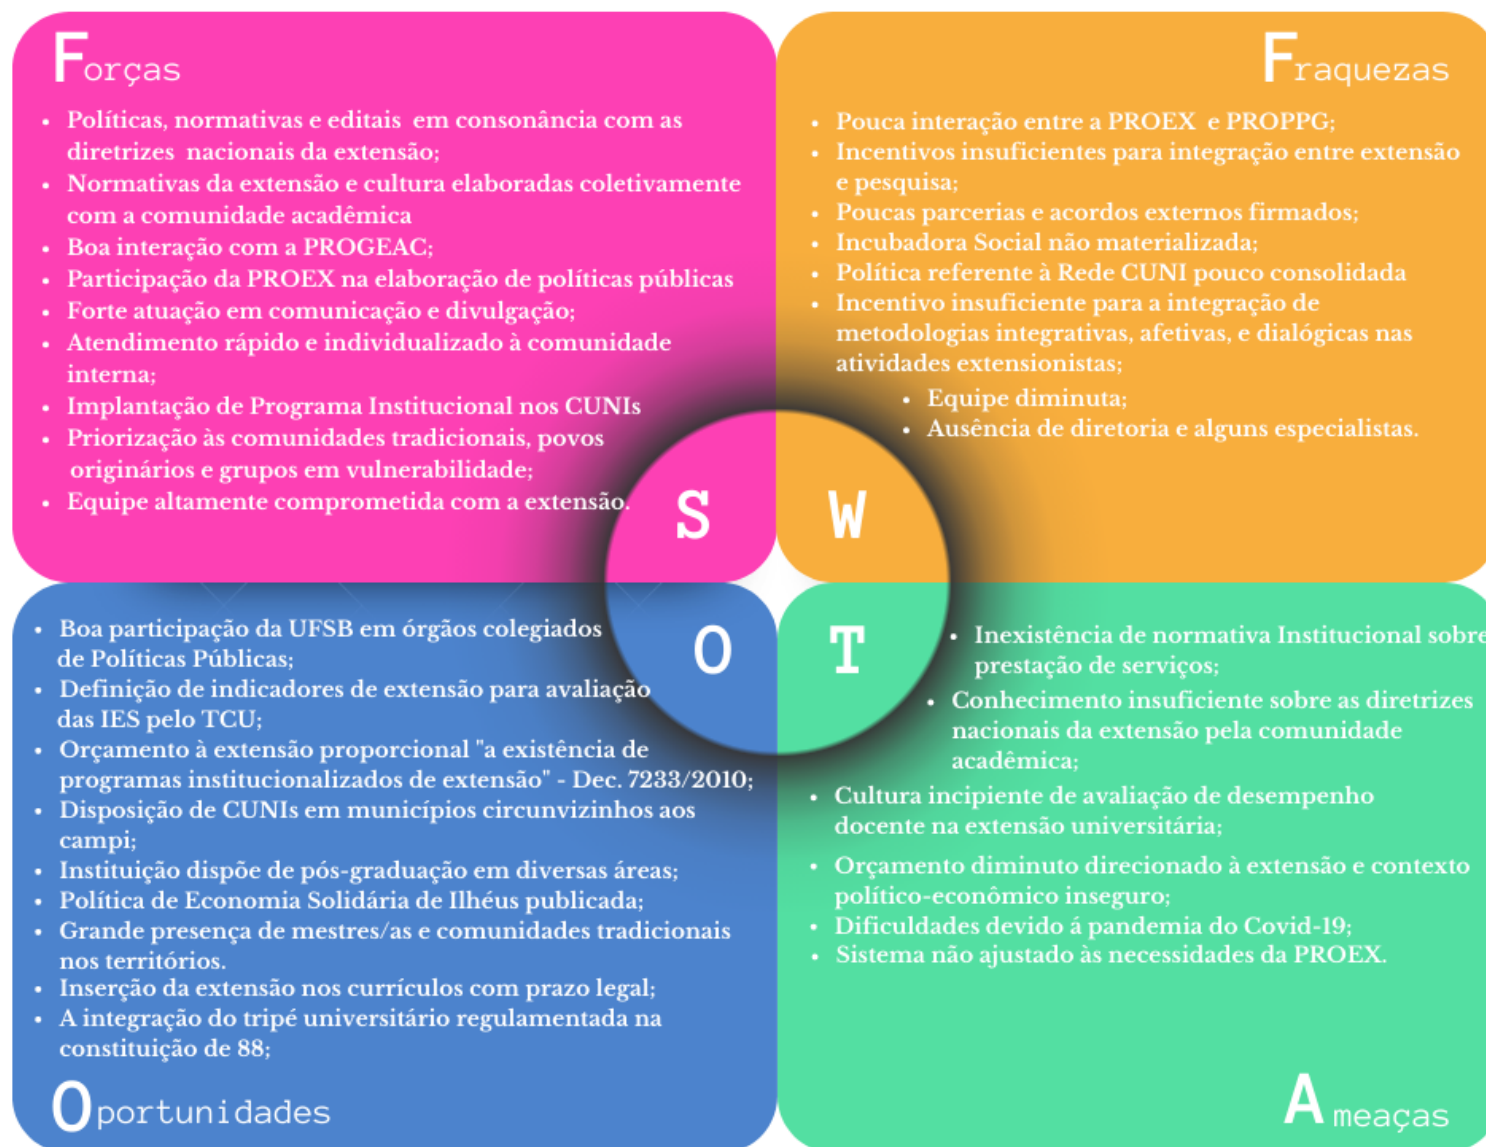 Forças
• Políticas, normativas e editais em consonância com as
diretrizes nacionais da extensão;
• Normativas da extensão e cultura elaboradas coletivamente
com a comunidade acadêmica
• Boa interação com a PROGEAC;
• Participação da PROEX na elaboração de políticas públicas
• Forte atuação em comunicação e divulgação;
• Atendimento rápido e individualizado à comunidade
interna;
• Implantação de Programa Institucional nos CUNIs
• Priorização às comunidades tradicionais, povos
originários e grupos em vulnerabilidade;
• Equipe altamente comprometida com a extensão.
S
Fraquezas
• Pouca interação entre a PROEX e PROPPG;
• Incentivos insuficientes para integração entre extensão
e pesquisa;
• Poucas parcerias e acordos externos firmados;
• Incubadora Social não materializada;
• Política referente à Rede CUNI pouco consolidada
• Incentivo insuficiente para a integração de
metodologias integrativas, afetivas, e dialógicas nas
atividades extensionistas;
• Equipe diminuta;
• Ausência de diretoria e alguns especialistas.
W
• Boa participação da UFSB em órgãos colegiados
de Políticas Públicas;
• Definição de indicadores de extensão para avaliação
das IES pelo TCU;
• Orçamento à extensão proporcional "a existência de
programas institucionalizados de extensão" - Dec. 7233/2010;
• Disposição de CUNIs em municípios circunvizinhos aos
campi;
• Instituição dispõe de pós-graduação em diversas áreas;
• Política de Economia Solidária de Ilhéus publicada;
• Grande presença de mestres/as e comunidades tradicionais
nos territórios.
• Inserção da extensão nos currículos com prazo legal;
• A integração do tripé universitário regulamentada na
constituição de 88;
O
Oportunidades
T
• Inexistência de normativa Institucional sobre
prestação de serviços;
• Conhecimento insuficiente sobre as diretrizes
nacionais da extensão pela comunidade
acadêmica;
• Cultura incipiente de avaliação de desempenho
docente na extensão universitária;
• Orçamento diminuto direcionado à extensão e contexto
político-econômico inseguro;
• Dificuldades devido á pandemia do Covid-19;
• Sistema não ajustado às necessidades da PROEX.
Ameaças